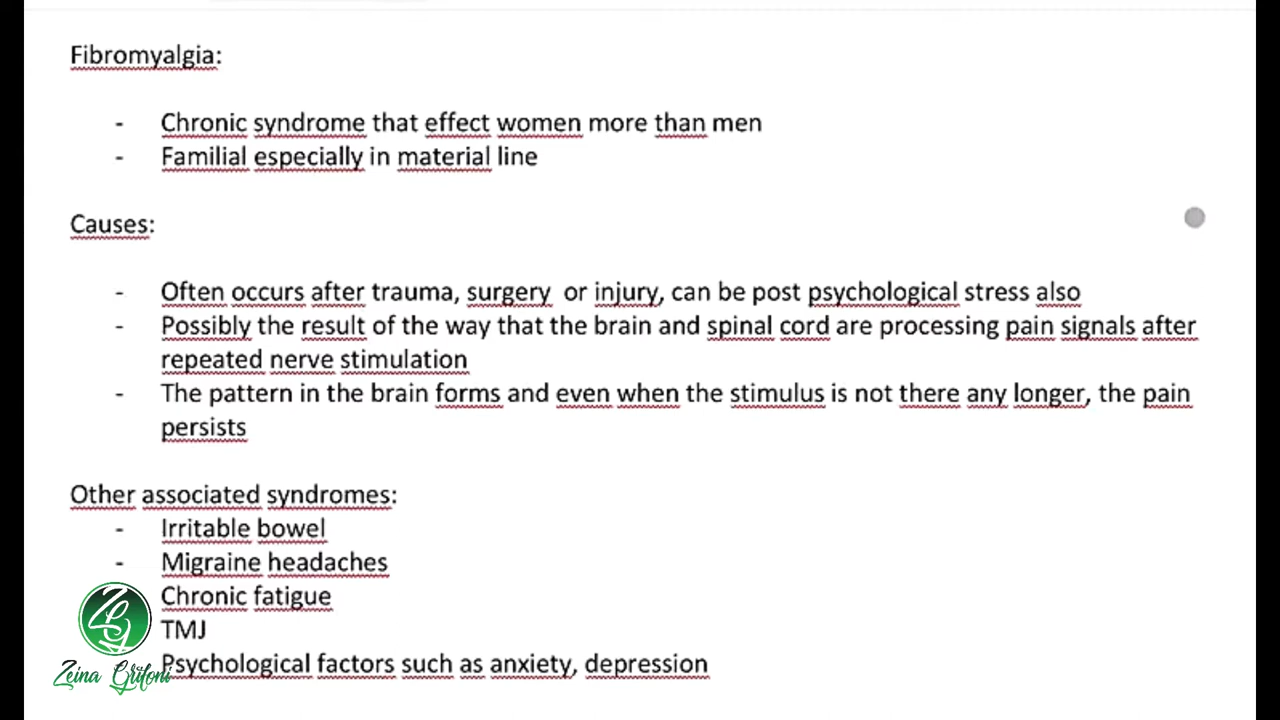 Fibromyalgia:
- Chronic syndrome that effect women more than men
- Familial especially in material line
Causes:
- Often occurs after trauma, surgery or injury, can be post psychological stress also
- Possibly the result of the way that the brain and spinal cord are processing pain signals after
repeated nerve stimulation
- The pattern in the brain forms and even when the stimulus is not there any longer, the pain
persists
Other associated syndromes:
- Irritable bowel
- Migraine headaches
Chronic fatigue
TMJ
Psychological factors such as anxiety, depression
ZG
Zeina Grifoni